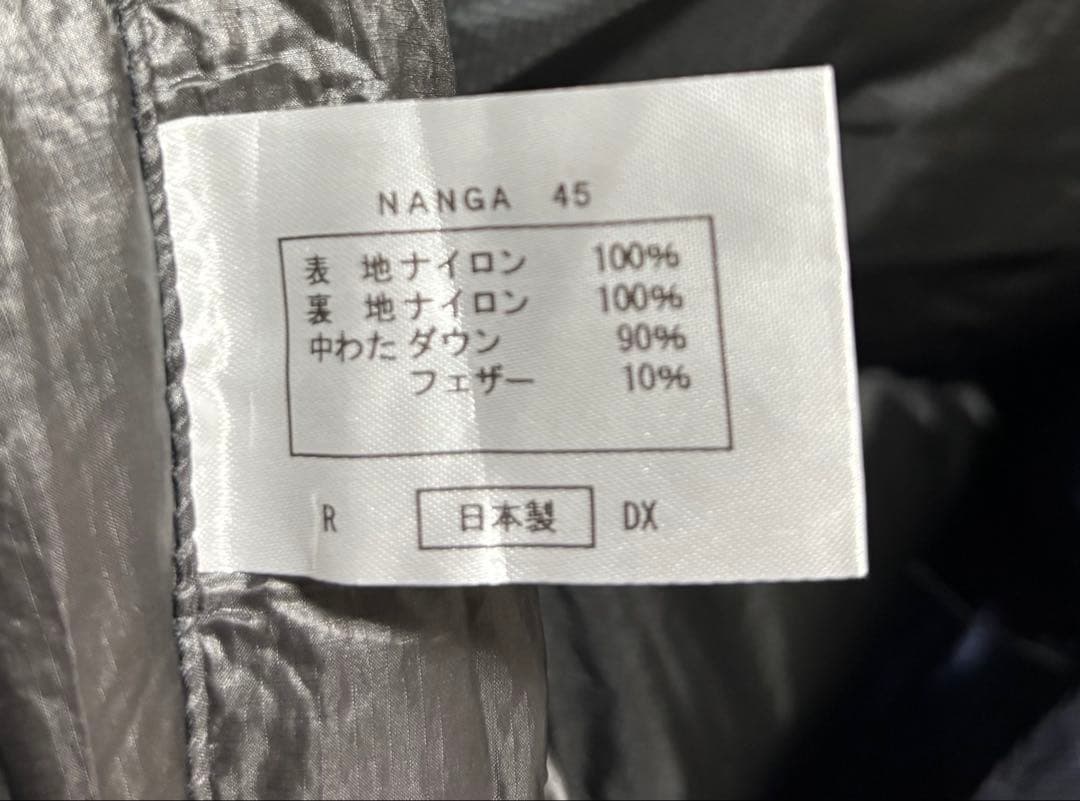 NANGA 45
表 地 ナイロン 100%
裏 地 ナイロン 100%
中わた ダウン 90%
フェザー 10%
R 日本製 DX